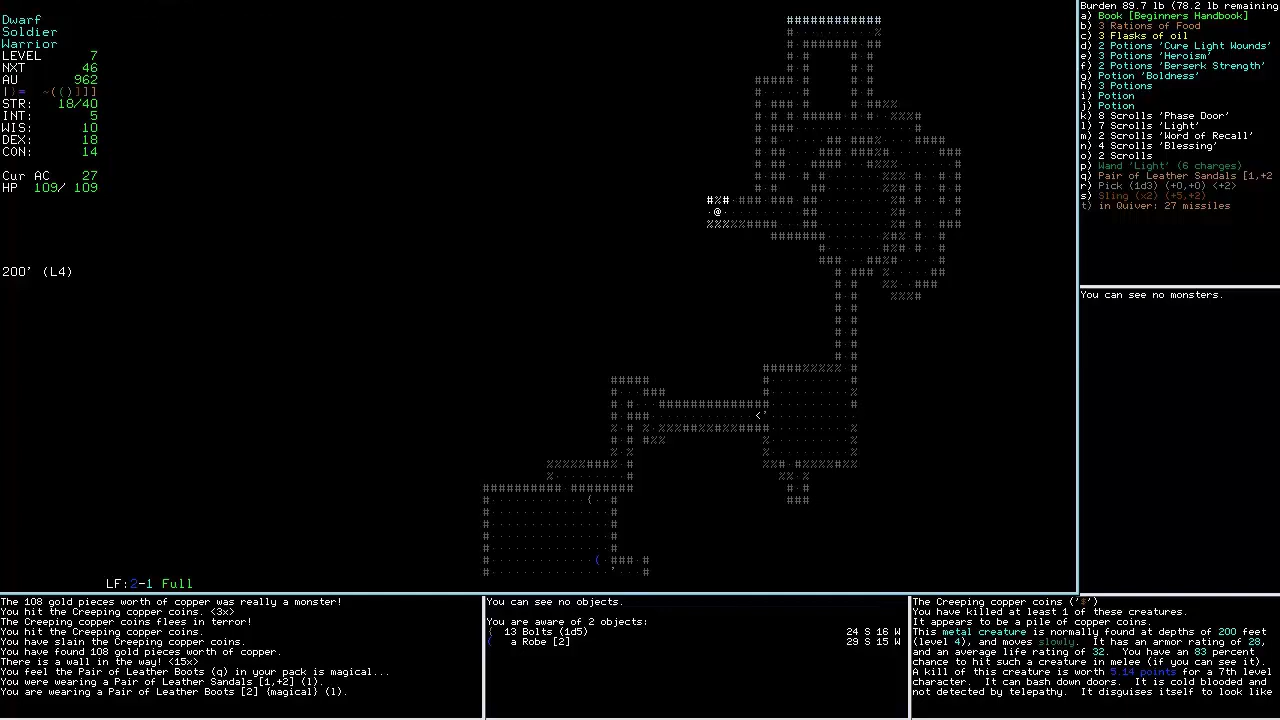 Dwarf
Soldier
Warrior
LEVEL 7
NXT 46
AU 962
STR: 18/40
INT: 5
WIS: 10
DEX: 18
CON: 14
Cur AC 27
HP 109/ 109
200' (L4)
LF:2-1 Full
Burden 89.7 lb (78.2 lb remaining
a) Book [Beginners Handbook]
b) 3 Rations of Food
c) 3 Flasks of oil
d) 2 Potions 'Cure Light Wounds'
e) 3 Potions 'Heroism'
f) 2 Potions 'Berserk Strength'
g) Potion 'Boldness'
h) 3 Potions
i) Potion
j) Potion
k) 8 Scrolls 'Phase Door'
l) 7 Scrolls 'Light'
m) 2 Scrolls 'Word of Recall'
n) 4 Scrolls 'Blessing'
o) 2 Scrolls
p) Wand 'Light' (6 charges)
q) Pair of Leather Sandals [1,+2
r) Pick (1d3) (+0,+0) <+2>
s) Sling (x2) (+5,+2)
t) in Quiver: 27 missiles
You can see no monsters.
The 108 gold pieces worth of copper was really a monster!
You hit the Creeping copper coins. <3x>
The Creeping copper coins flees in terror!
You hit the Creeping copper coins.
You have slain the Creeping copper coins.
You have found 108 gold pieces worth of copper.
There is a wall in the way! <15x>
You feel the Pair of Leather Boots (q) in your pack is magical...
You were wearing a Pair of Leather Sandals [1,+2] (l).
You are wearing a Pair of Leather Boots [2] {magical} (l).
You can see no objects.
You are aware of 2 objects:
{ 13 Bolts (1d5) 24 S 16 W
( a Robe [2] 29 S 15 W
The Creeping copper coins ('$')
You have killed at least 1 of these creatures.
It appears to be a pile of copper coins.
This metal creature is normally found at depths of 200 feet
(level 4), and moves slowly. It has an armor rating of 28,
and an average life rating of 32. You have an 83 percent
chance to hit such a creature in melee (if you can see it).
A kill of this creature is worth 5.14 points for a 7th level
character. It can bash down doors. It is cold blooded and
not detected by telepathy. It disguises itself to look like